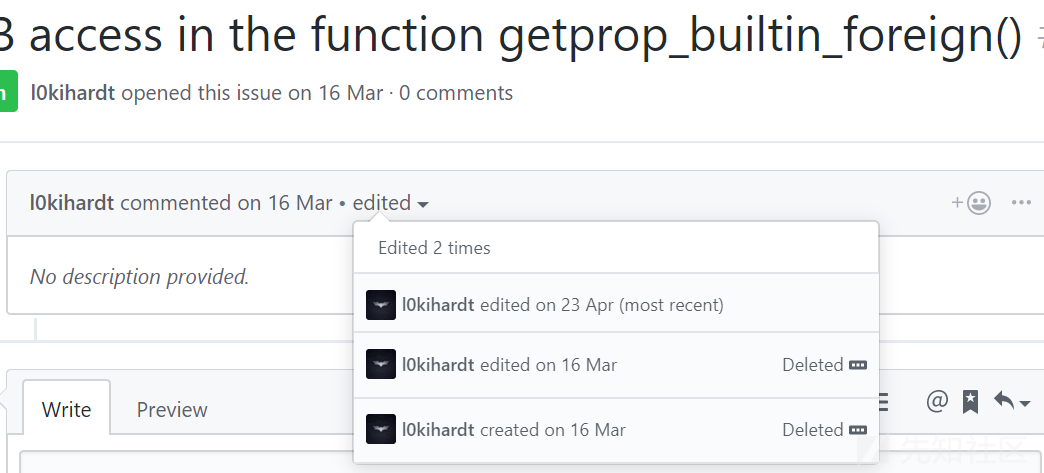 B access in the function getprop_builtin_foreign()
l0kihardt opened this issue on 16 Mar · 0 comments
l0kihardt commented on 16 Mar • edited
No description provided.
Edited 2 times
l0kihardt edited on 23 Apr (most recent)
l0kihardt edited on 16 Mar Deleted
l0kihardt created on 16 Mar Deleted
Write Preview
先知社区